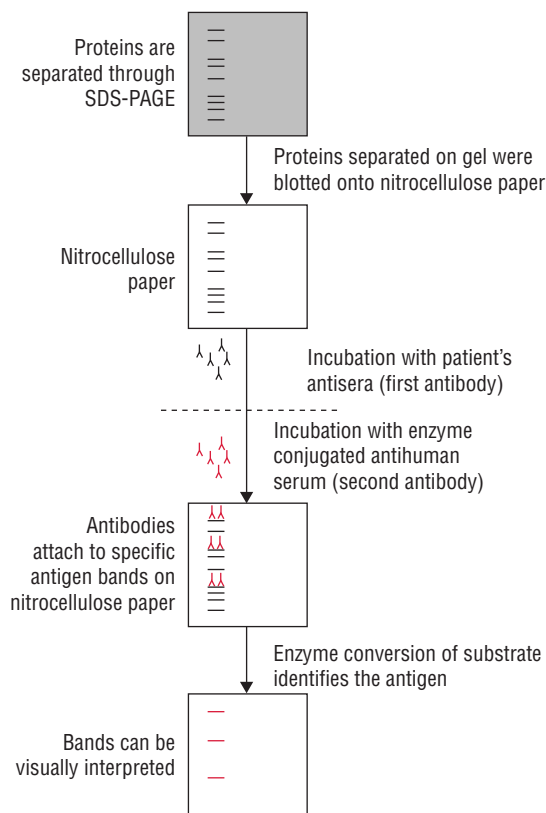 Proteins are
separated through
SDS-PAGE
Proteins separated on gel were
blotted onto nitrocellulose paper
Nitrocellulose
paper
Incubation with patient's
antisera (first antibody)
Incubation with enzyme
conjugated antihuman
serum (second antibody)
Antibodies
attach to specific
antigen bands on
nitrocellulose paper
Enzyme conversion of substrate
identifies the antigen
Bands can be
visually interpreted